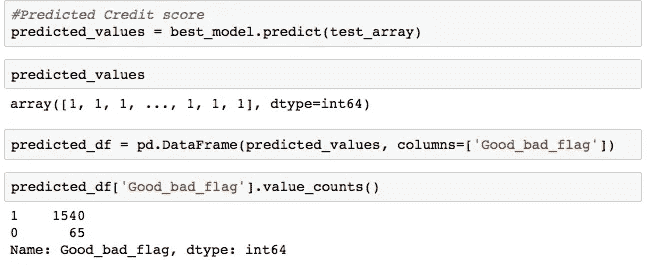 #Predicted Credit score
predicted_values = best_model.predict(test_array)
predicted_values
array([1, 1, 1, ..., 1, 1, 1], dtype=int64)
predicted_df = pd.DataFrame(predicted_values, columns=['Good_bad_flag'])
predicted_df['Good_bad_flag'].value_counts()
1    1540
0      65
Name: Good_bad_flag, dtype: int64